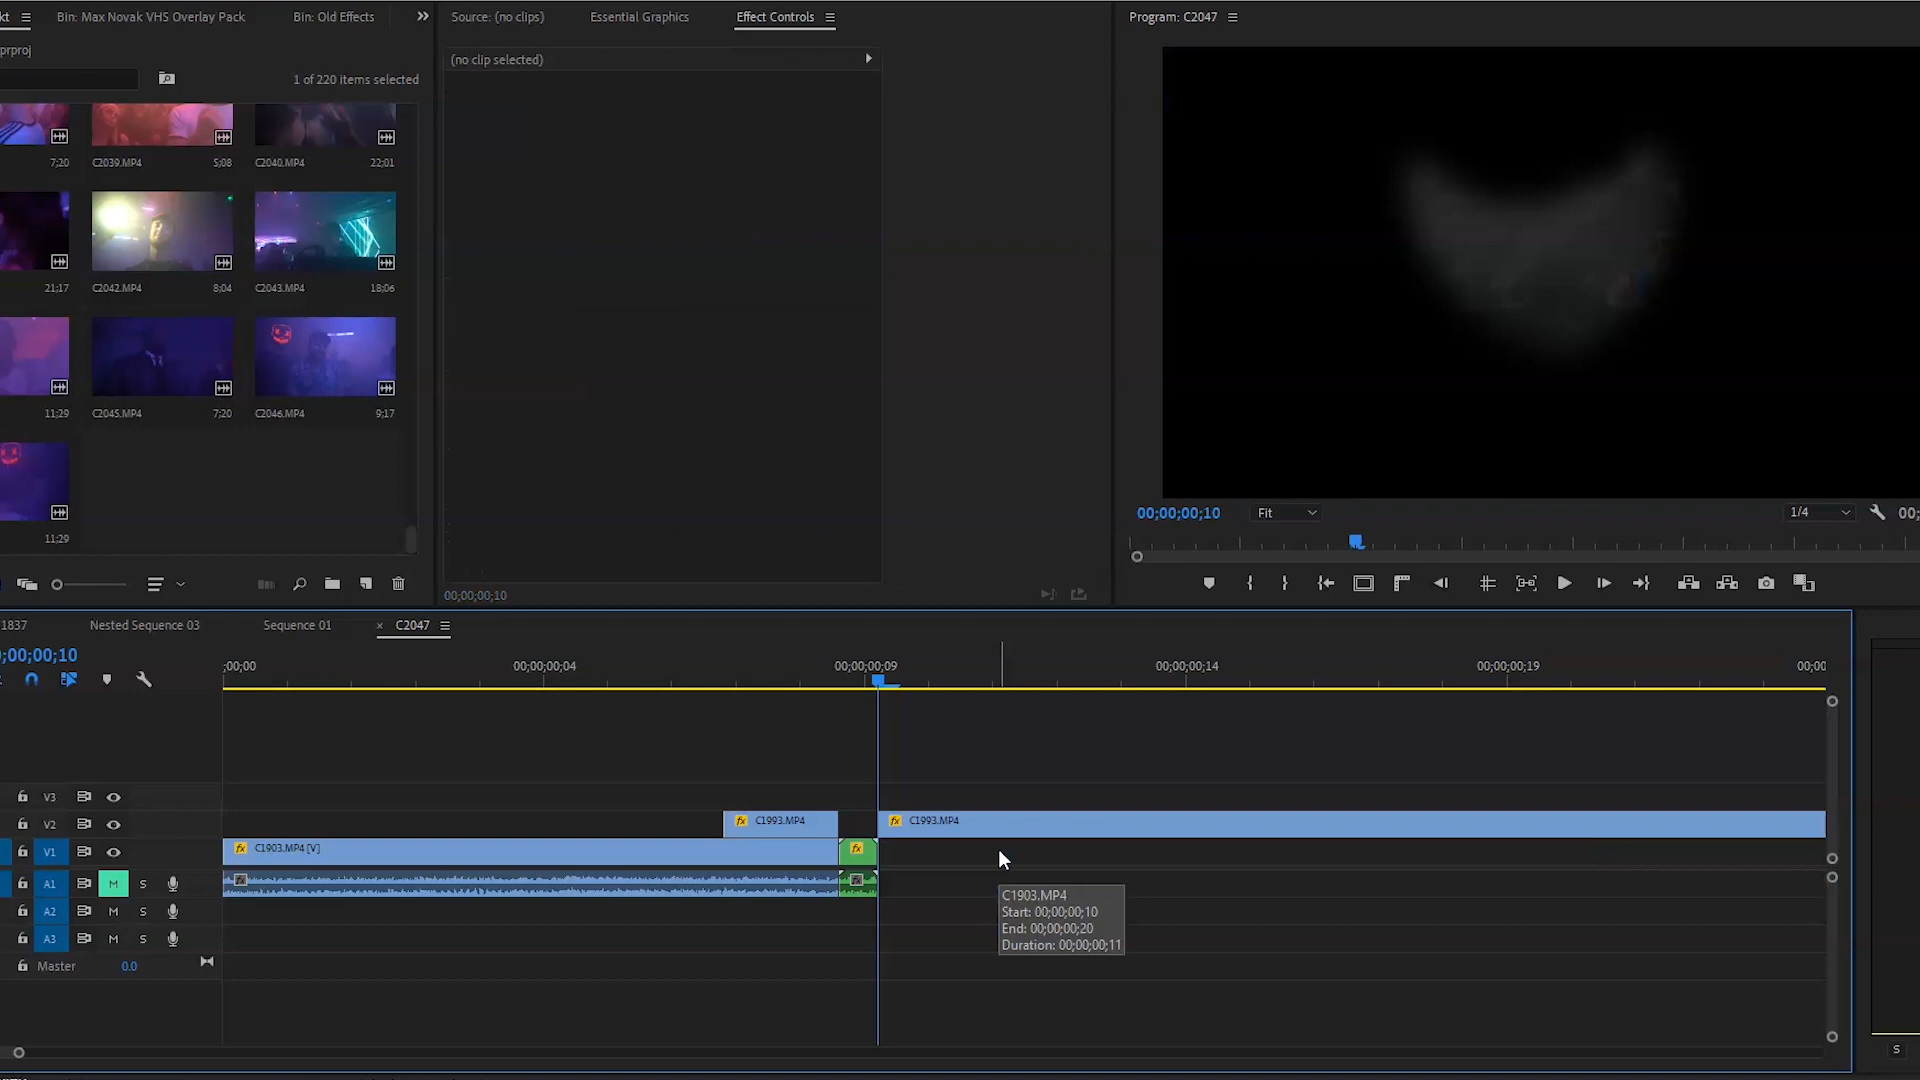 kt
Bin: Max Novak VHS Overlay Pack
Bin: Old Effects
Source: (no clips)
Essential Graphics
Effect Controls
Program: C2047
prproj
(no clip selected)
1 of 220 items selected
7;20
C2039.MP4
5;08
C2040.MP4
22;01
21;17
C2042.MP4
8;04
C2043.MP4
18;06
11;29
C2045.MP4
7;20
C2046.MP4
9;17
11;29
00;00;00;10
Fit
1/4
00;
00;00;00;10
1837
Nested Sequence 03
Sequence 01
× C2047
;00;00;10
;00;00
00;00;00;04
00;00;00;09
00;00;00;14
00;00;00;19
00;00
V3
V2
fx C1993.MP4
fx C1993.MP4
V1
fx C1903.MP4 [V]
fx
A1
M
S
fx
fx
C1903.MP4
Start: 00;00;00;10
End: 00;00;00;20
Duration: 00;00;00;11
A2
M
S
A3
M
S
Master
0.0
S